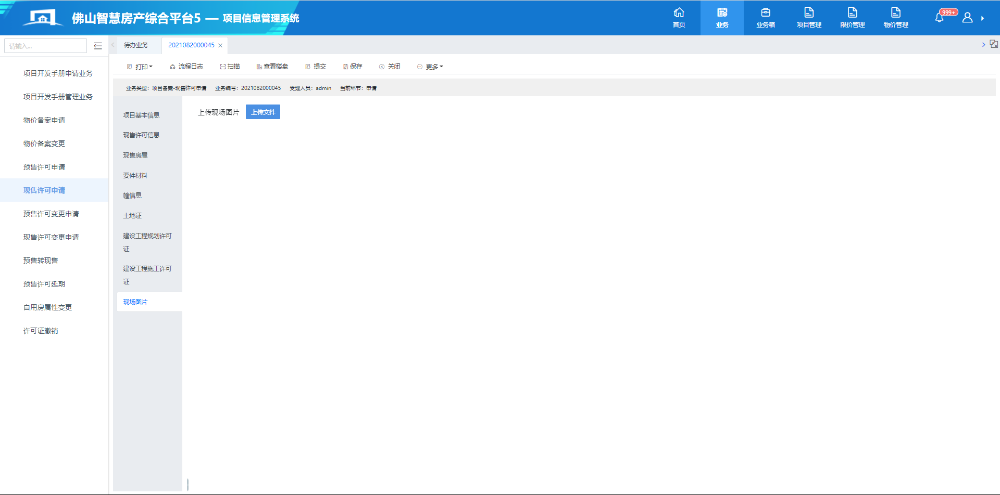 佛山智慧房产综合平台5 — 项目信息管理系统
首页
业务
业务箱
项目管理
限价管理
物价管理
999+
请输入...
待办业务
2021082000045
打印
流程日志
扫描
查看楼盘
提交
保存
关闭
更多
业务类型：项目备案-现售许可申请 业务编号：2021082000045 受理人员：admin 当前环节：申请
项目开发手册申请业务
项目开发手册管理业务
物价备案申请
物价备案变更
预售许可申请
现售许可申请
预售许可变更申请
现售许可变更申请
预售转现售
预售许可延期
自用房属性变更
许可证撤销
项目基本信息
现售许可信息
现售房屋
要件材料
幢信息
土地证
建设工程规划许可
证
建设工程施工许可
证
现场图片
上传现场图片
上传文件